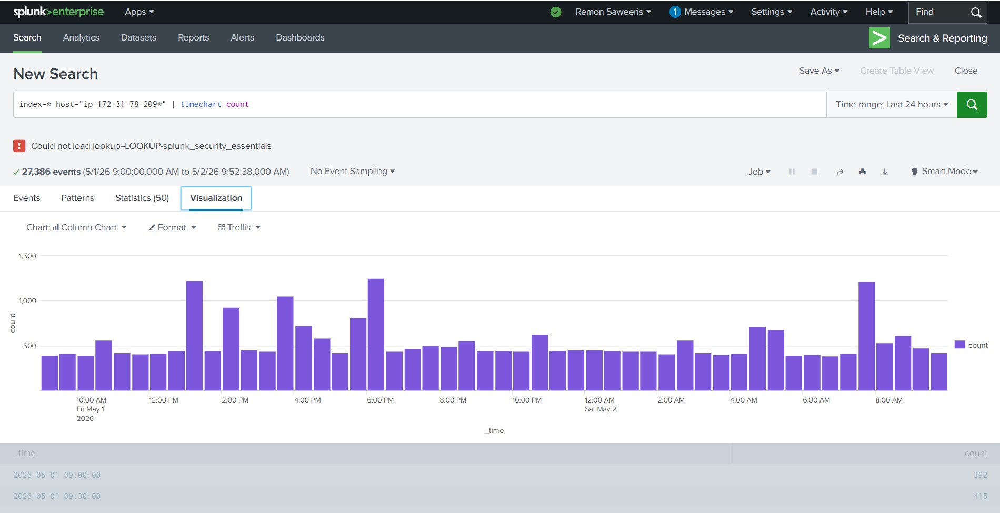 splunk>enterprise Apps Remon Saweeris 1 Messages Settings Activity Help Find
Search Analytics Datasets Reports Alerts Dashboards > Search & Reporting
New Search Save As Create Table View Close
index=* host="ip-172-31-78-209*" | timechart count Time range: Last 24 hours
! Could not load lookup=LOOKUP-splunk_security_essentials
27,386 events (5/1/26 9:00:00.000 AM to 5/2/26 9:52:38.000 AM) No Event Sampling Job Smart Mode
Events Patterns Statistics (50) Visualization
Chart: Column Chart Format Trellis
1,500
1,000
500
count
count
10:00 AM 12:00 PM 2:00 PM 4:00 PM 6:00 PM 8:00 PM 10:00 PM 12:00 AM 2:00 AM 4:00 AM 6:00 AM 8:00 AM
Fri May 1 Sat May 2
2026
_time
_time count
2026-05-01 09:00:00 392
2026-05-01 09:30:00 415